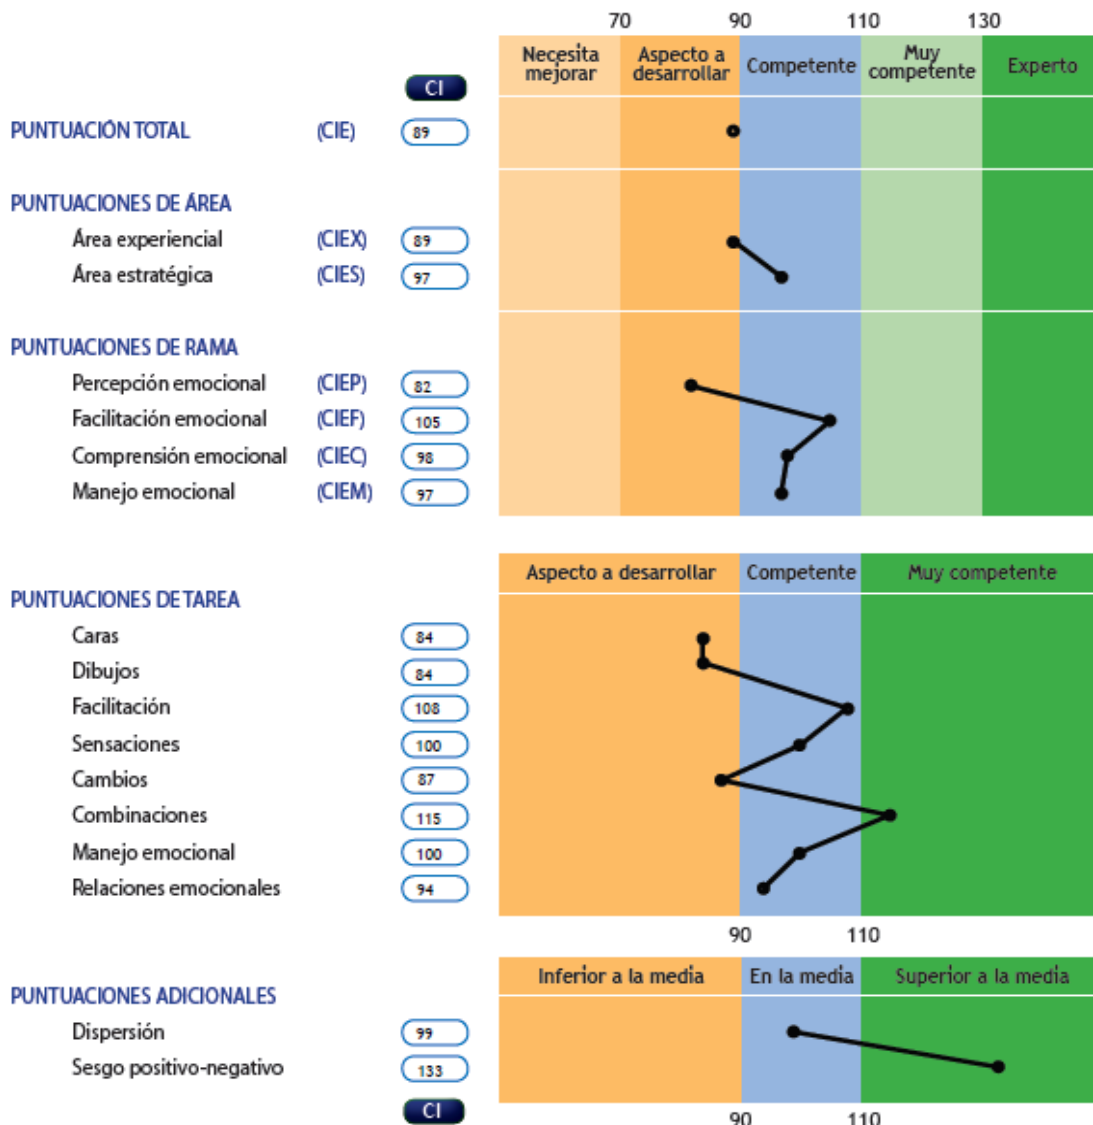 70 90 110 130
Necesita mejorar Aspecto a desarrollar Competente Muy competente Experto
CI
PUNTUACIÓN TOTAL (CIE) 89
PUNTUACIONES DE ÁREA
Área experiencial (CIEX) 89
Área estratégica (CIES) 97
PUNTUACIONES DE RAMA
Percepción emocional (CIEP) 82
Facilitación emocional (CIEF) 105
Comprensión emocional (CIEC) 98
Manejo emocional (CIEM) 97
Aspecto a desarrollar Competente Muy competente
PUNTUACIONES DE TAREA
Caras 84
Dibujos 84
Facilitación 108
Sensaciones 100
Cambios 87
Combinaciones 115
Manejo emocional 100
Relaciones emocionales 94
90 110
Inferior a la media En la media Superior a la media
PUNTUACIONES ADICIONALES
Dispersión 99
Sesgo positivo-negativo 133
CI
90 110